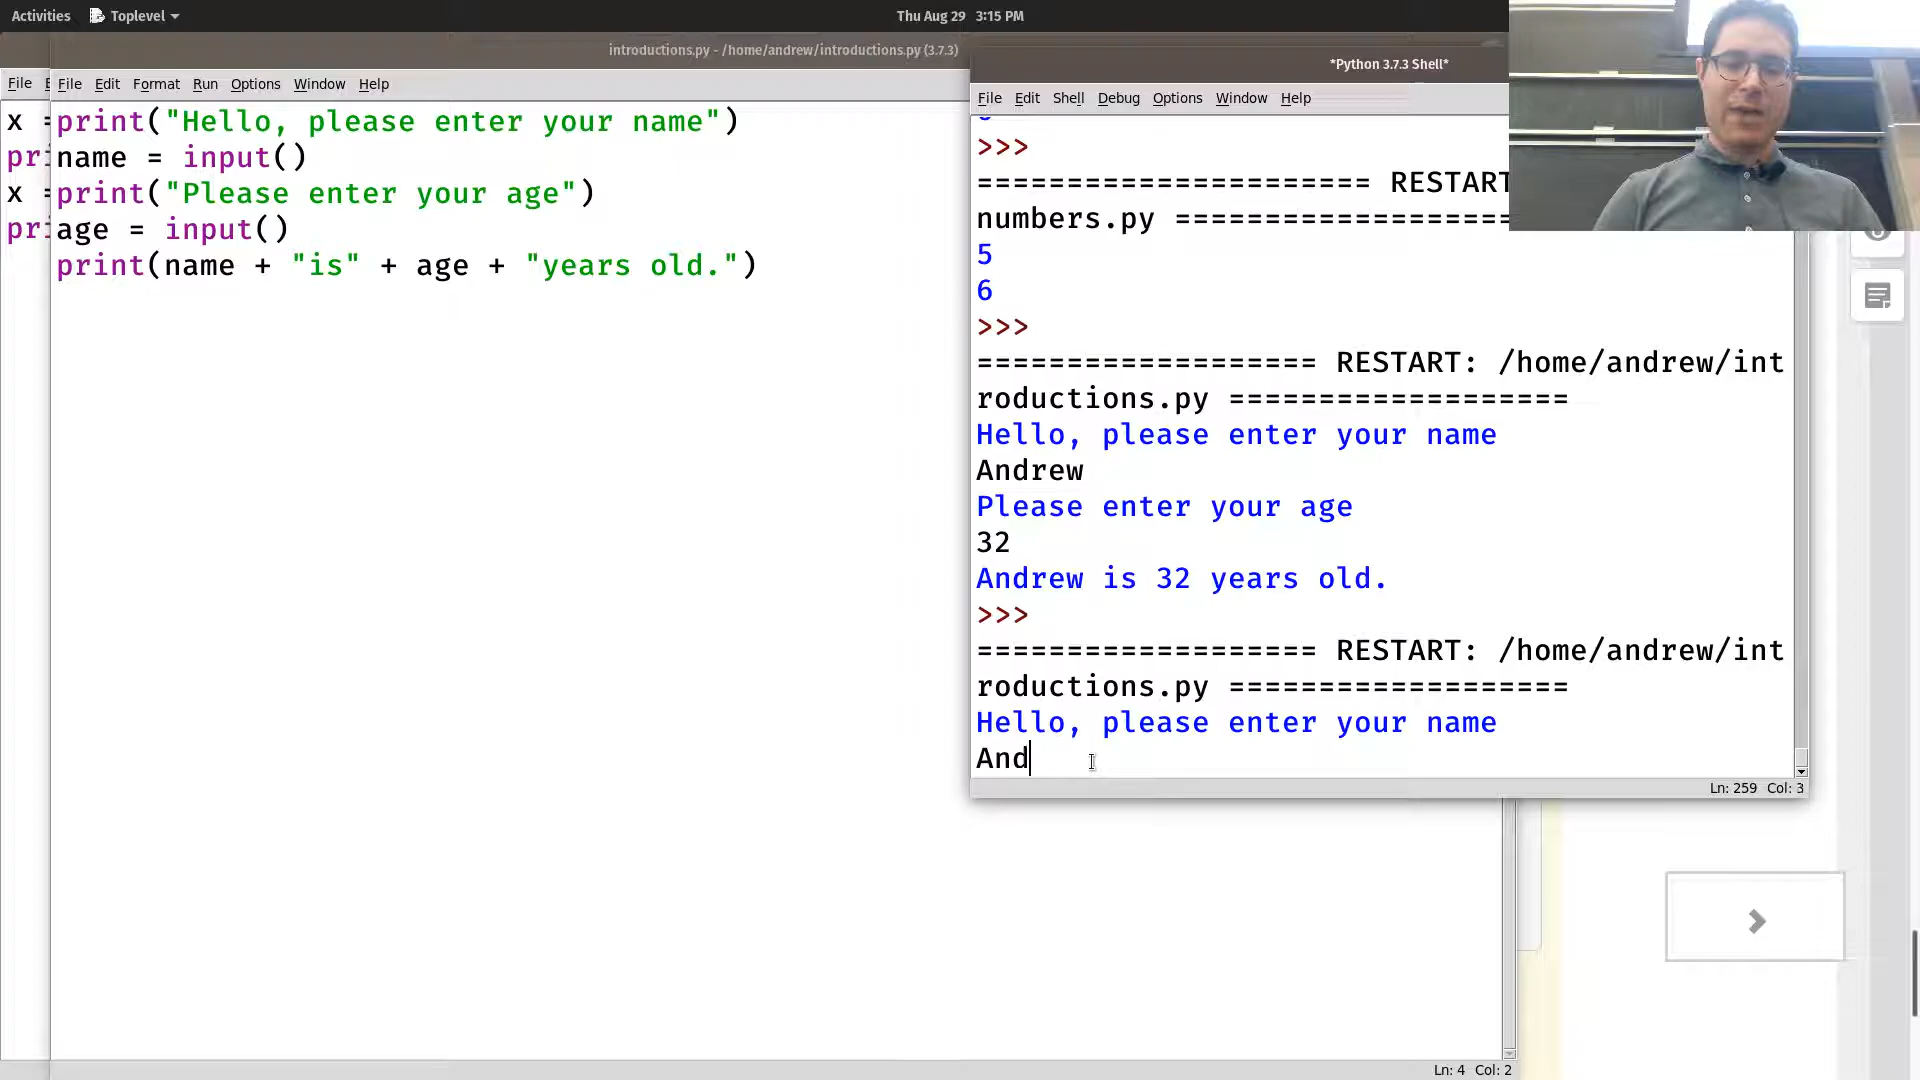 Activities Toplevel Thu Aug 29 3:15 PM
introductions.py - /home/andrew/introductions.py (3.7.3)
File
File Edit Format Run Options Window Help
x =
print("Hello, please enter your name")
pri
name = input()
x =
print("Please enter your age")
pri
age = input()
print(name + "is" + age + "years old.")
*Python 3.7.3 Shell*
File Edit Shell Debug Options Window Help
>>>
====================== RESTART
numbers.py ===================
5
6
>>>
=================== RESTART: /home/andrew/int
roductions.py ===================
Hello, please enter your name
Andrew
Please enter your age
32
Andrew is 32 years old.
>>>
=================== RESTART: /home/andrew/int
roductions.py ===================
Hello, please enter your name
And
Ln: 259 Col: 3
Ln: 4 Col: 2